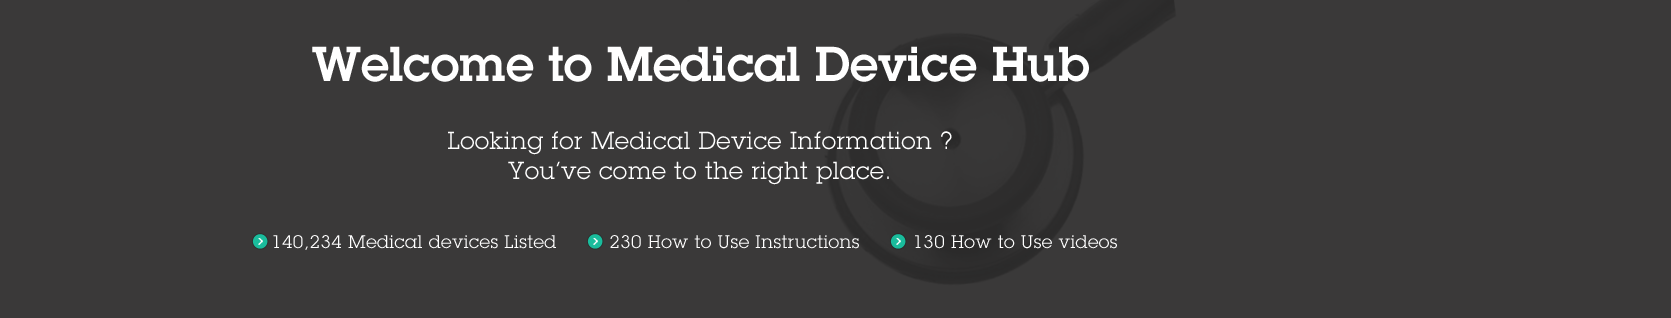 Welcome to Medical Device Hub
Looking for Medical Device Information ?
You've come to the right place.
140,234 Medical devices Listed 230 How to Use Instructions 130 How to Use videos